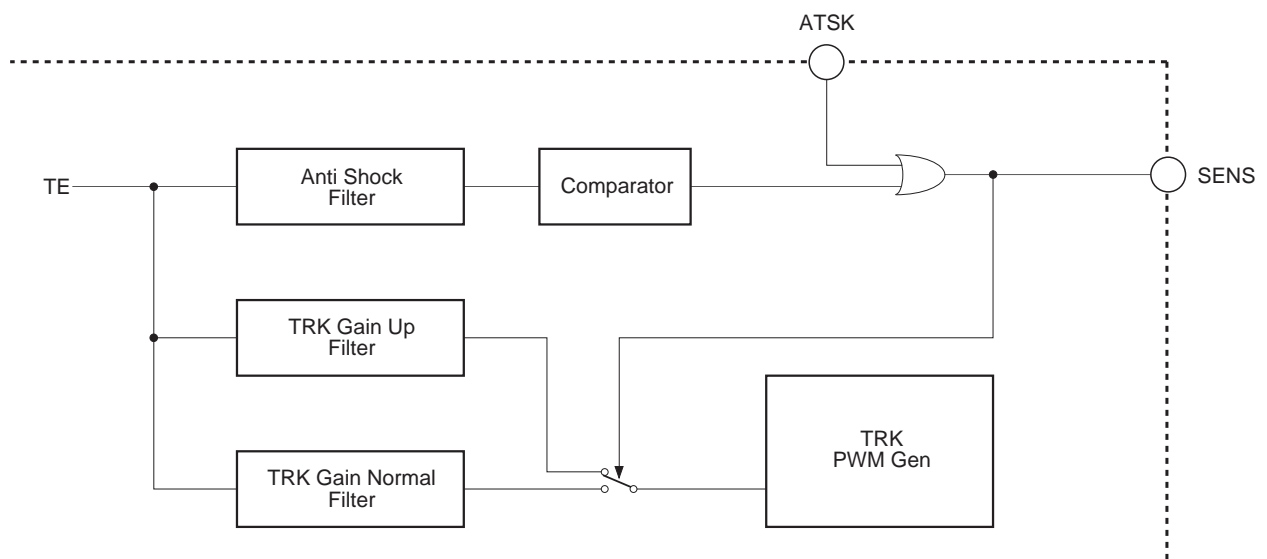 ATSK
TE
Anti Shock
Filter
Comparator
SENS
TRK Gain Up
Filter
TRK
PWM Gen
TRK Gain Normal
Filter